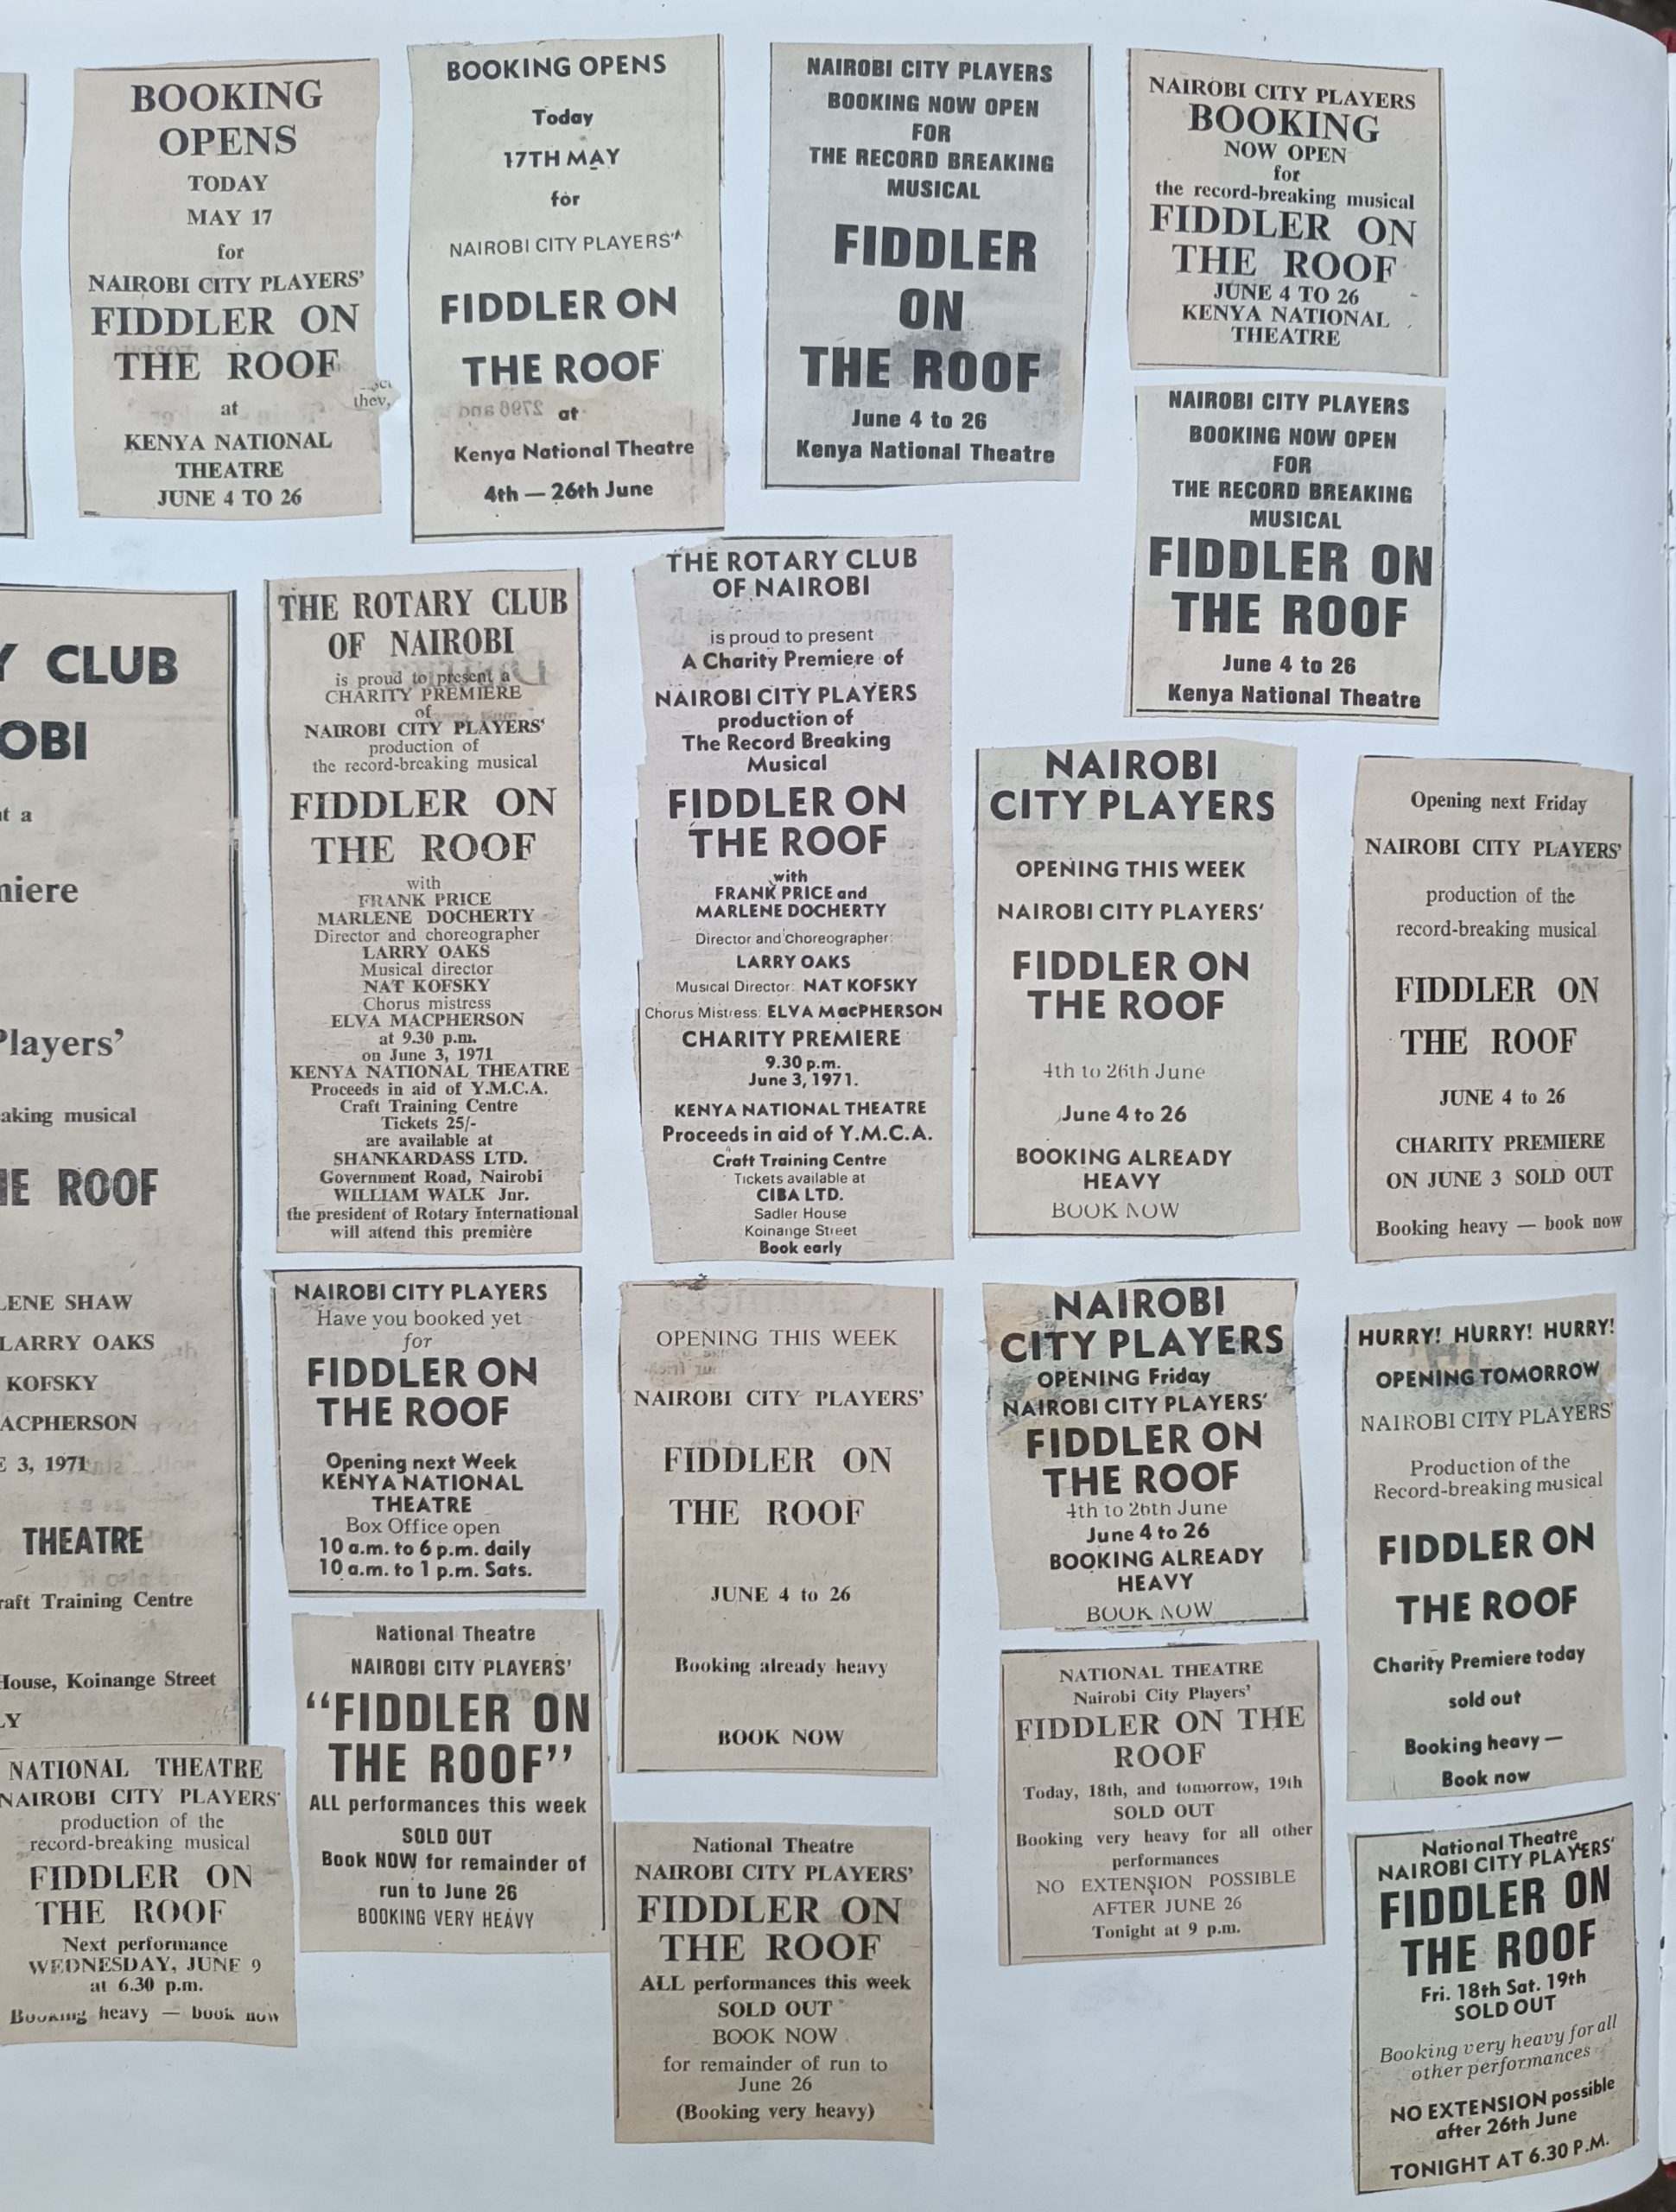 BOOKING
OPENS
TODAY
MAY 17
for
NAIROBI CITY PLAYERS'
FIDDLER ON
THE ROOF
at
KENYA NATIONAL
THEATRE
JUNE 4 TO 26
they,
BOOKING OPENS
Today
17TH MAY
for
NAIROBI CITY PLAYERS'
FIDDLER ON
THE ROOF
at
Kenya National Theatre
4th — 26th June
NAIROBI CITY PLAYERS
BOOKING NOW OPEN
FOR
THE RECORD BREAKING
MUSICAL
FIDDLER
ON
THE ROOF
June 4 to 26
Kenya National Theatre
NAIROBI CITY PLAYERS
BOOKING
NOW OPEN
for
the record-breaking musical
FIDDLER ON
THE ROOF
JUNE 4 TO 26
KENYA NATIONAL
THEATRE
NAIROBI CITY PLAYERS
BOOKING NOW OPEN
FOR
THE RECORD BREAKING
MUSICAL
FIDDLER ON
THE ROOF
June 4 to 26
Kenya National Theatre
Y CLUB
OBI
nt a
miere
Players'
aking musical
HE ROOF
LENE SHAW
LARRY OAKS
KOFSKY
ACPHERSON
E 3, 1971
THEATRE
raft Training Centre
House, Koinange Street
LY
THE ROTARY CLUB
OF NAIROBI
is proud to present a
CHARITY PREMIERE
of
NAIROBI CITY PLAYERS'
production of
the record-breaking musical
FIDDLER ON
THE ROOF
with
FRANK PRICE
MARLENE DOCHERTY
Director and choreographer
LARRY OAKS
Musical director
NAT KOFSKY
Chorus mistress
ELVA MACPHERSON
at 9.30 p.m.
on June 3, 1971
KENYA NATIONAL THEATRE
Proceeds in aid of Y.M.C.A.
Craft Training Centre
Tickets 25/-
are available at
SHANKARDASS LTD.
Government Road, Nairobi
WILLIAM WALK Jnr.
the president of Rotary International
will attend this première
THE ROTARY CLUB
OF NAIROBI
is proud to present
A Charity Premiere of
NAIROBI CITY PLAYERS
production of
The Record Breaking
Musical
FIDDLER ON
THE ROOF
with
FRANK PRICE and
MARLENE DOCHERTY
Director and Choreographer:
LARRY OAKS
Musical Director: NAT KOFSKY
Chorus Mistress: ELVA MacPHERSON
CHARITY PREMIERE
9.30 p.m.
June 3, 1971.
KENYA NATIONAL THEATRE
Proceeds in aid of Y.M.C.A.
Craft Training Centre
Tickets available at
CIBA LTD.
Sadler House
Koinange Street
Book early
NAIROBI
CITY PLAYERS
OPENING THIS WEEK
NAIROBI CITY PLAYERS'
FIDDLER ON
THE ROOF
4th to 26th June
June 4 to 26
BOOKING ALREADY
HEAVY
BOOK NOW
Opening next Friday
NAIROBI CITY PLAYERS'
production of the
record-breaking musical
FIDDLER ON
THE ROOF
JUNE 4 to 26
CHARITY PREMIERE
ON JUNE 3 SOLD OUT
Booking heavy — book now
NAIROBI CITY PLAYERS
Have you booked yet
for
FIDDLER ON
THE ROOF
Opening next Week
KENYA NATIONAL
THEATRE
Box Office open
10 a.m. to 6 p.m. daily
10 a.m. to 1 p.m. Sats.
OPENING THIS WEEK
NAIROBI CITY PLAYERS'
FIDDLER ON
THE ROOF
JUNE 4 to 26
Booking already heavy
BOOK NOW
NAIROBI
CITY PLAYERS
OPENING Friday
NAIROBI CITY PLAYERS'
FIDDLER ON
THE ROOF
4th to 26th June
June 4 to 26
BOOKING ALREADY
HEAVY
BOOK NOW
HURRY! HURRY! HURRY!
OPENING TOMORROW
NAIROBI CITY PLAYERS'
Production of the
Record-breaking musical
FIDDLER ON
THE ROOF
Charity Premiere today
sold out
Booking heavy —
Book now
NATIONAL THEATRE
NAIROBI CITY PLAYERS'
production of the
record-breaking musical
FIDDLER ON
THE ROOF
Next performance
WEDNESDAY, JUNE 9
at 6.30 p.m.
Booking heavy — book now
National Theatre
NAIROBI CITY PLAYERS'
"FIDDLER ON
THE ROOF"
ALL performances this week
SOLD OUT
Book NOW for remainder of
run to June 26
BOOKING VERY HEAVY
National Theatre
NAIROBI CITY PLAYERS'
FIDDLER ON
THE ROOF
ALL performances this week
SOLD OUT
BOOK NOW
for remainder of run to
June 26
(Booking very heavy)
NATIONAL THEATRE
Nairobi City Players'
FIDDLER ON THE
ROOF
Today, 18th, and tomorrow, 19th
SOLD OUT
Booking very heavy for all other
performances
NO EXTENSION POSSIBLE
AFTER JUNE 26
Tonight at 9 p.m.
National Theatre
NAIROBI CITY PLAYERS'
FIDDLER ON
THE ROOF
Fri. 18th Sat. 19th
SOLD OUT
Booking very heavy for all
other performances
NO EXTENSION possible
after 26th June
TONIGHT AT 6.30 P.M.